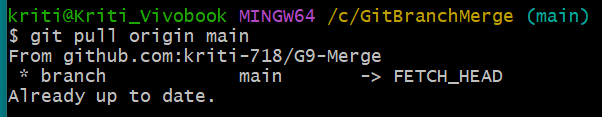 kriti@Kriti_Vivobook MINGW64 /c/GitBranchMerge (main)
$ git pull origin main
From github.com:kriti-718/G9-Merge
 * branch            main       -> FETCH_HEAD
Already up to date.